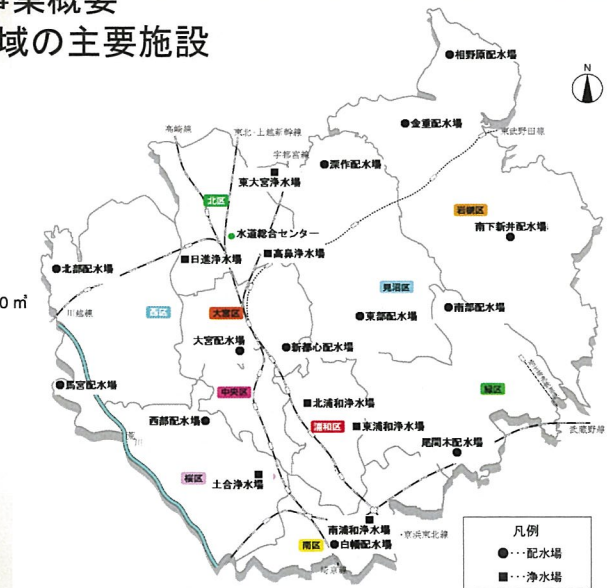 事業概要
域の主要施設
N
相野原配水場
金重配水場
高崎線
東北・上越新幹線
東武野田線
宇都宮線
深作配水場
東大宮浄水場
北区
岩槻区
水道総合センター
南下新井配水場
高鼻浄水場
日進浄水場
北部配水場
見沼区
0㎡
川越線
西区
大宮区
東部配水場
南部配水場
大宮配水場
新都心配水場
馬宮配水場
中央区
緑区
北浦和浄水場
西部配水場
浦和区
東浦和浄水場
武蔵野線
荒川
尾間木配水場
桜区
土合浄水場
南浦和浄水場
京浜東北線
南区
白幡配水場
埼京線
凡例
●・・・配水場
■・・・浄水場